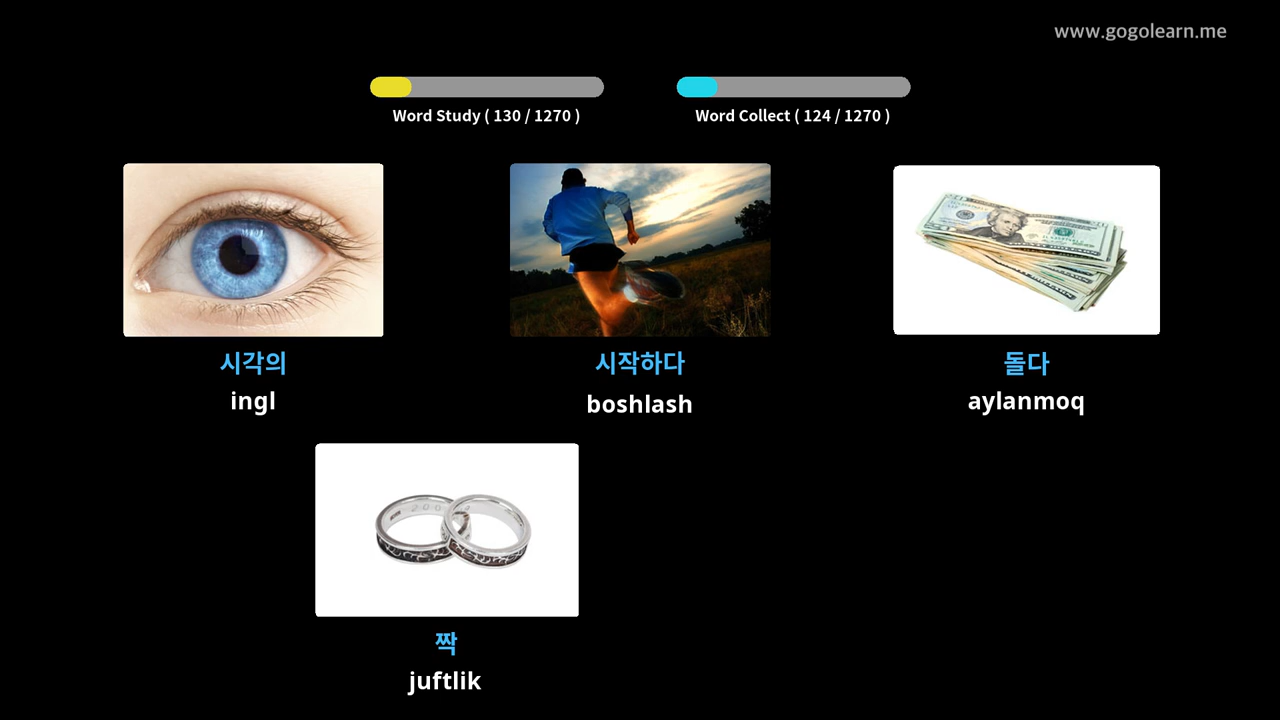 www.gogolearn.me
Word Study ( 130 / 1270 )
Word Collect ( 124 / 1270 )
시각의
ingl
시작하다
boshlash
돌다
aylanmoq
짝
juftlik